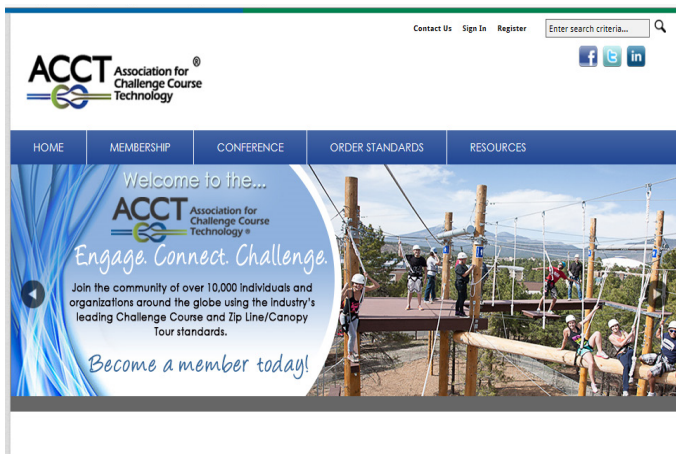 Contact Us Sign In Register Enter search criteria...
ACCT Association for ®
Challenge Course
Technology
HOME MEMBERSHIP CONFERENCE ORDER STANDARDS RESOURCES
Welcome to the...
ACCT Association for
Challenge Course
Technology ®
Engage. Connect. Challenge.
Join the community of over 10,000 individuals and
organizations around the globe using the industry's
leading Challenge Course and Zip Line/Canopy
Tour standards.
Become a member today!